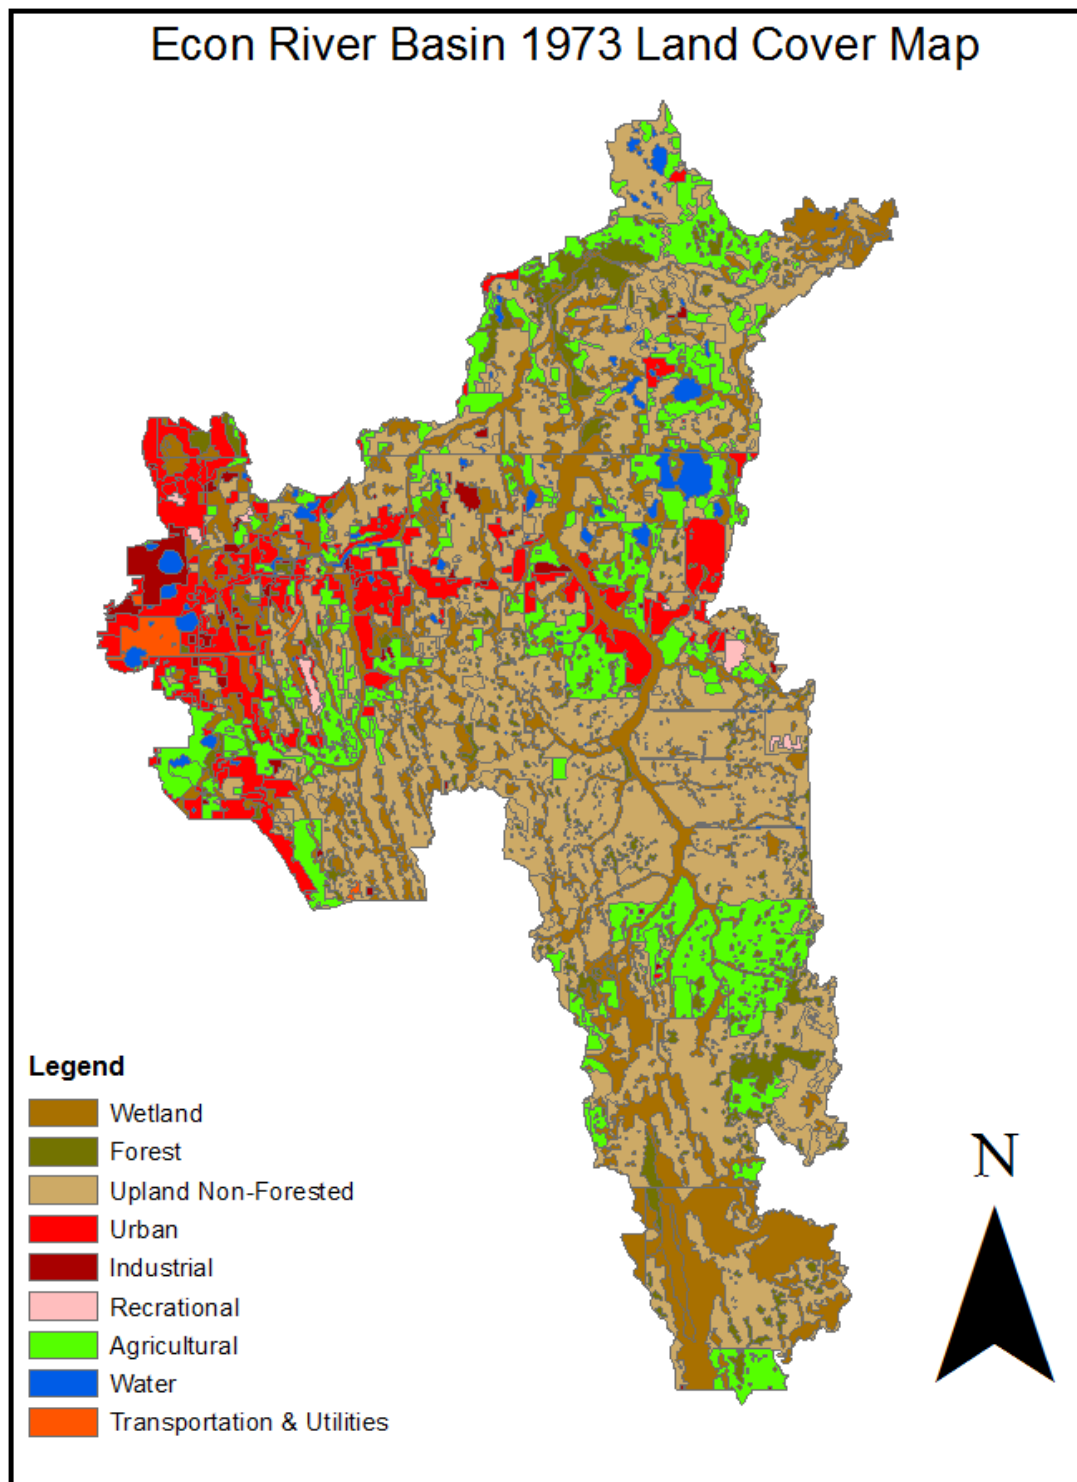 Econ River Basin 1973 Land Cover Map
Legend
Wetland
Forest
Upland Non-Forested
Urban
Industrial
Recrational
Agricultural
Water
Transportation & Utilities
N